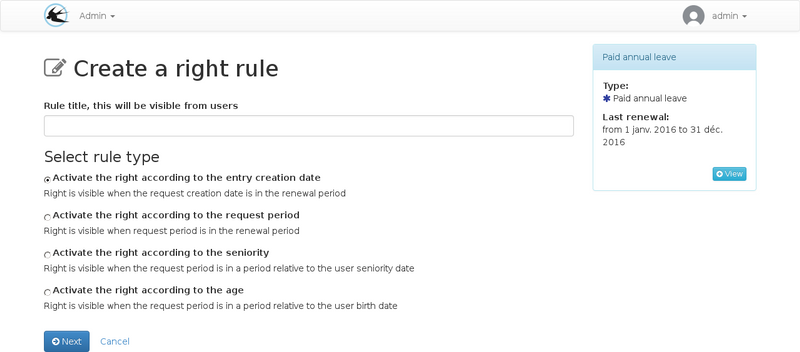 Admin
admin
Create a right rule
Rule title, this will be visible from users
Select rule type
Activate the right according to the entry creation date
Right is visible when the request creation date is in the renewal period
Activate the right according to the request period
Right is visible when request period is in the renewal period
Activate the right according to the seniority
Right is visible when the request period is in a period relative to the user seniority date
Activate the right according to the age
Right is visible when the request period is in a period relative to the user birth date
Next
Cancel
Paid annual leave
Type:
Paid annual leave
Last renewal:
from 1 janv. 2016 to 31 déc.
2016
View